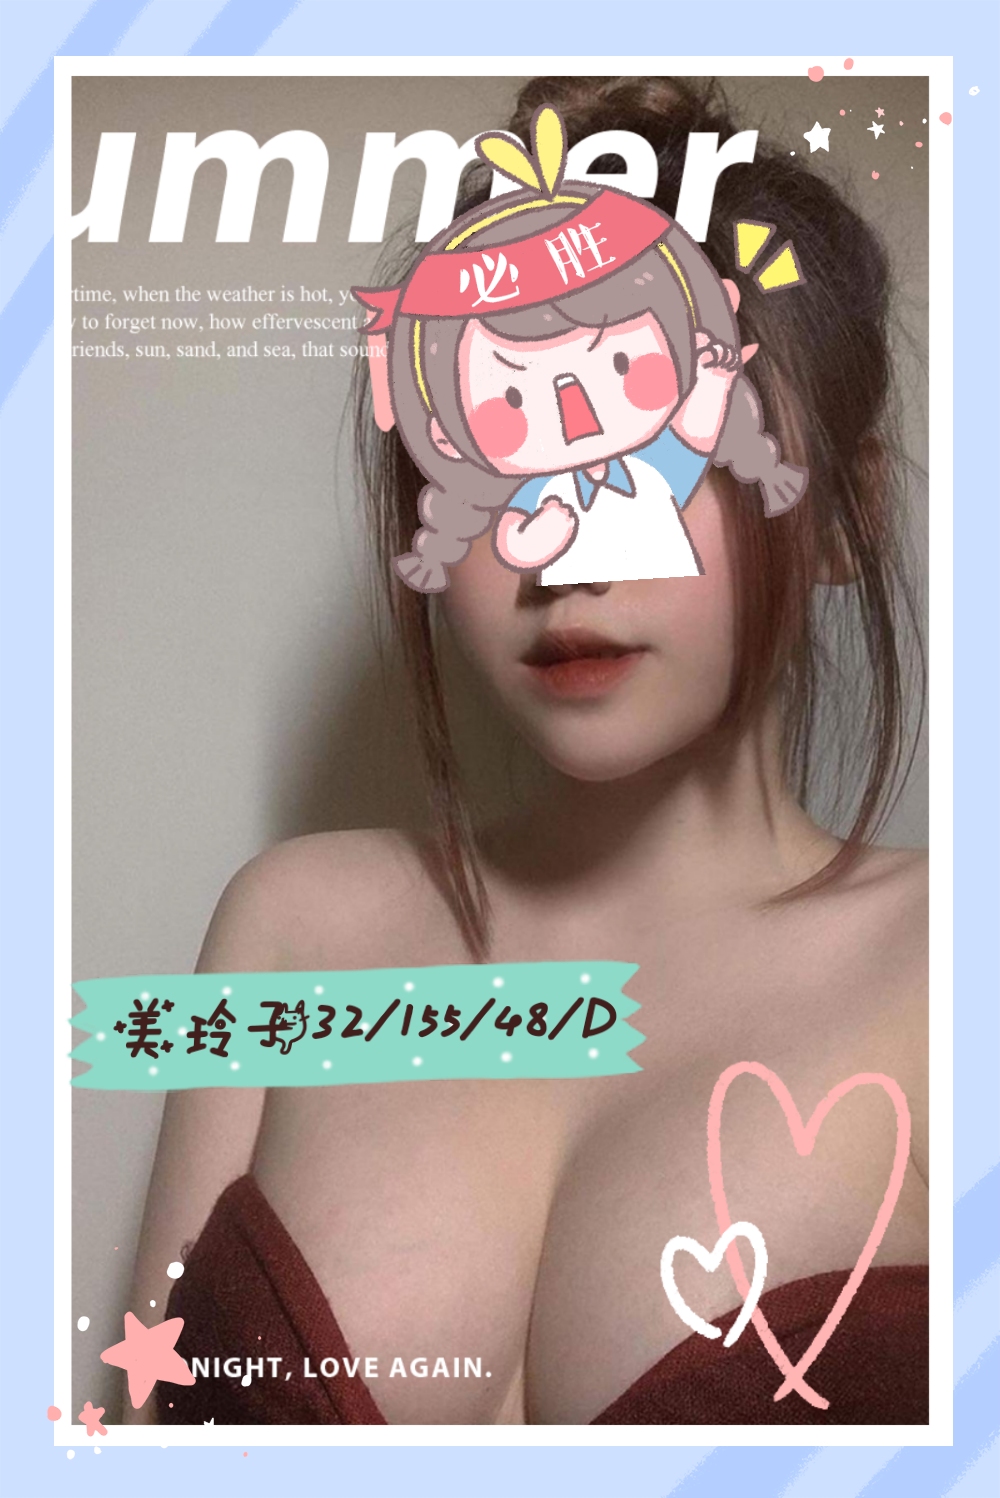 ummer
必胜
time, when the weather is hot, y
to forget now, how effervescent
riends, sun, sand, and sea, that soun
美玲子32/155/48/D
NIGHT, LOVE AGAIN.